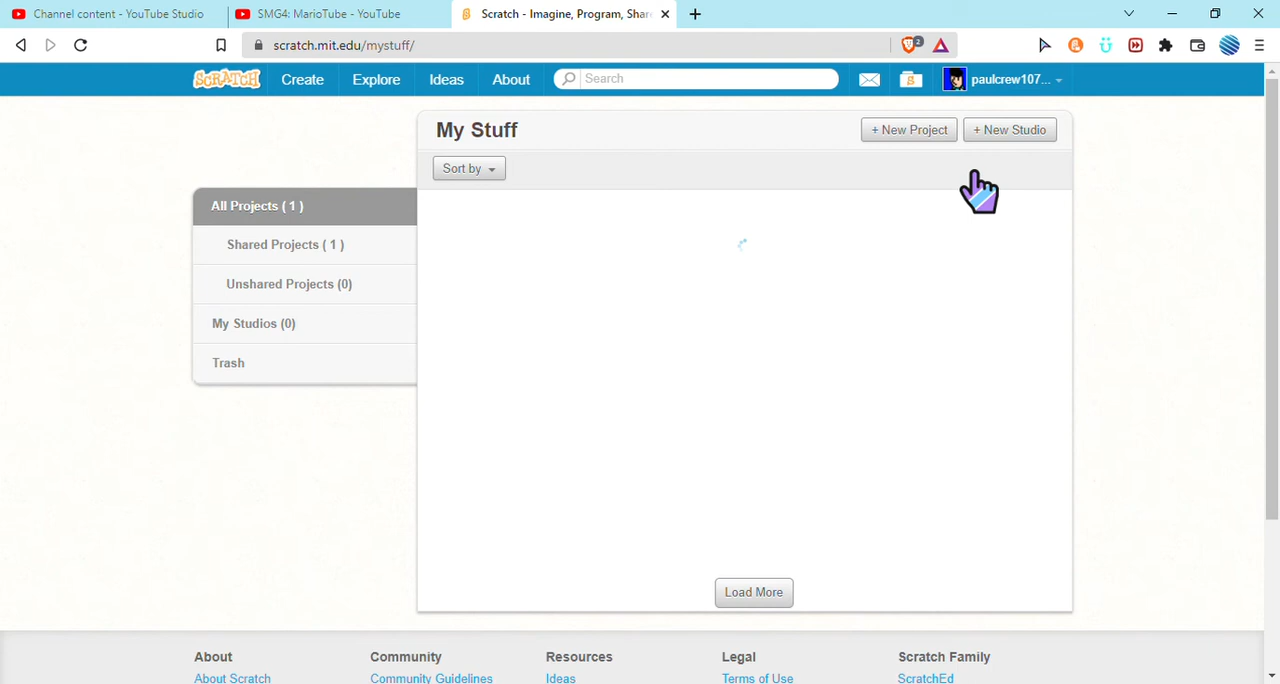 Channel content - YouTube Studio
SMG4: MarioTube - YouTube
Scratch - Imagine, Program, Shar
scratch.mit.edu/mystuff/
2
SCRATCH
Create
Explore
Ideas
About
Search
paulcrew107...
My Stuff
+ New Project
+ New Studio
Sort by
All Projects ( 1 )
Shared Projects ( 1 )
Unshared Projects (0)
My Studios (0)
Trash
Load More
About
Community
Resources
Legal
Scratch Family
About Scratch
Community Guidelines
Ideas
Terms of Use
ScratchEd